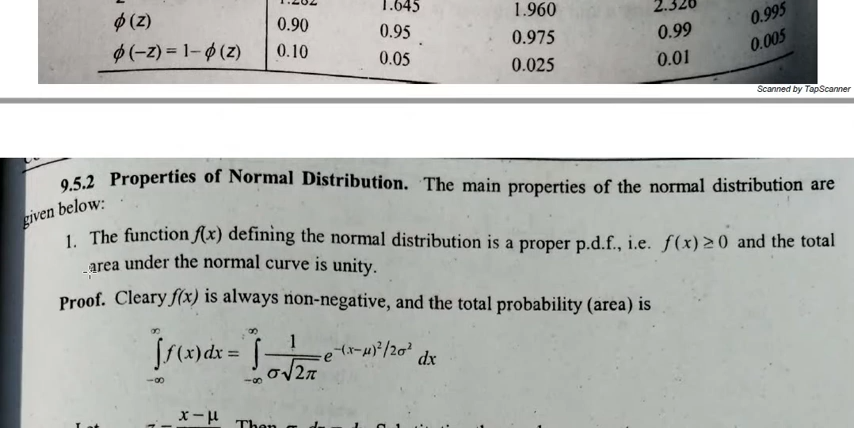 1.282 1.645 1.960 2.326
ϕ(z) 0.90 0.95 0.975 0.99 0.995
ϕ(−z) = 1−ϕ(z) 0.10 0.05 0.025 0.01 0.005
Scanned by TapScanner
9.5.2 Properties of Normal Distribution. The main properties of the normal distribution are
given below:
1. The function f(x) defining the normal distribution is a proper p.d.f., i.e. f(x) ≥ 0 and the total
area under the normal curve is unity.
Proof. Cleary f(x) is always non-negative, and the total probability (area) is
∫_{−∞}^{∞} f(x) dx = ∫_{−∞}^{∞} 1/(σ√2π) e^{−(x−μ)²/2σ²} dx
x − μ